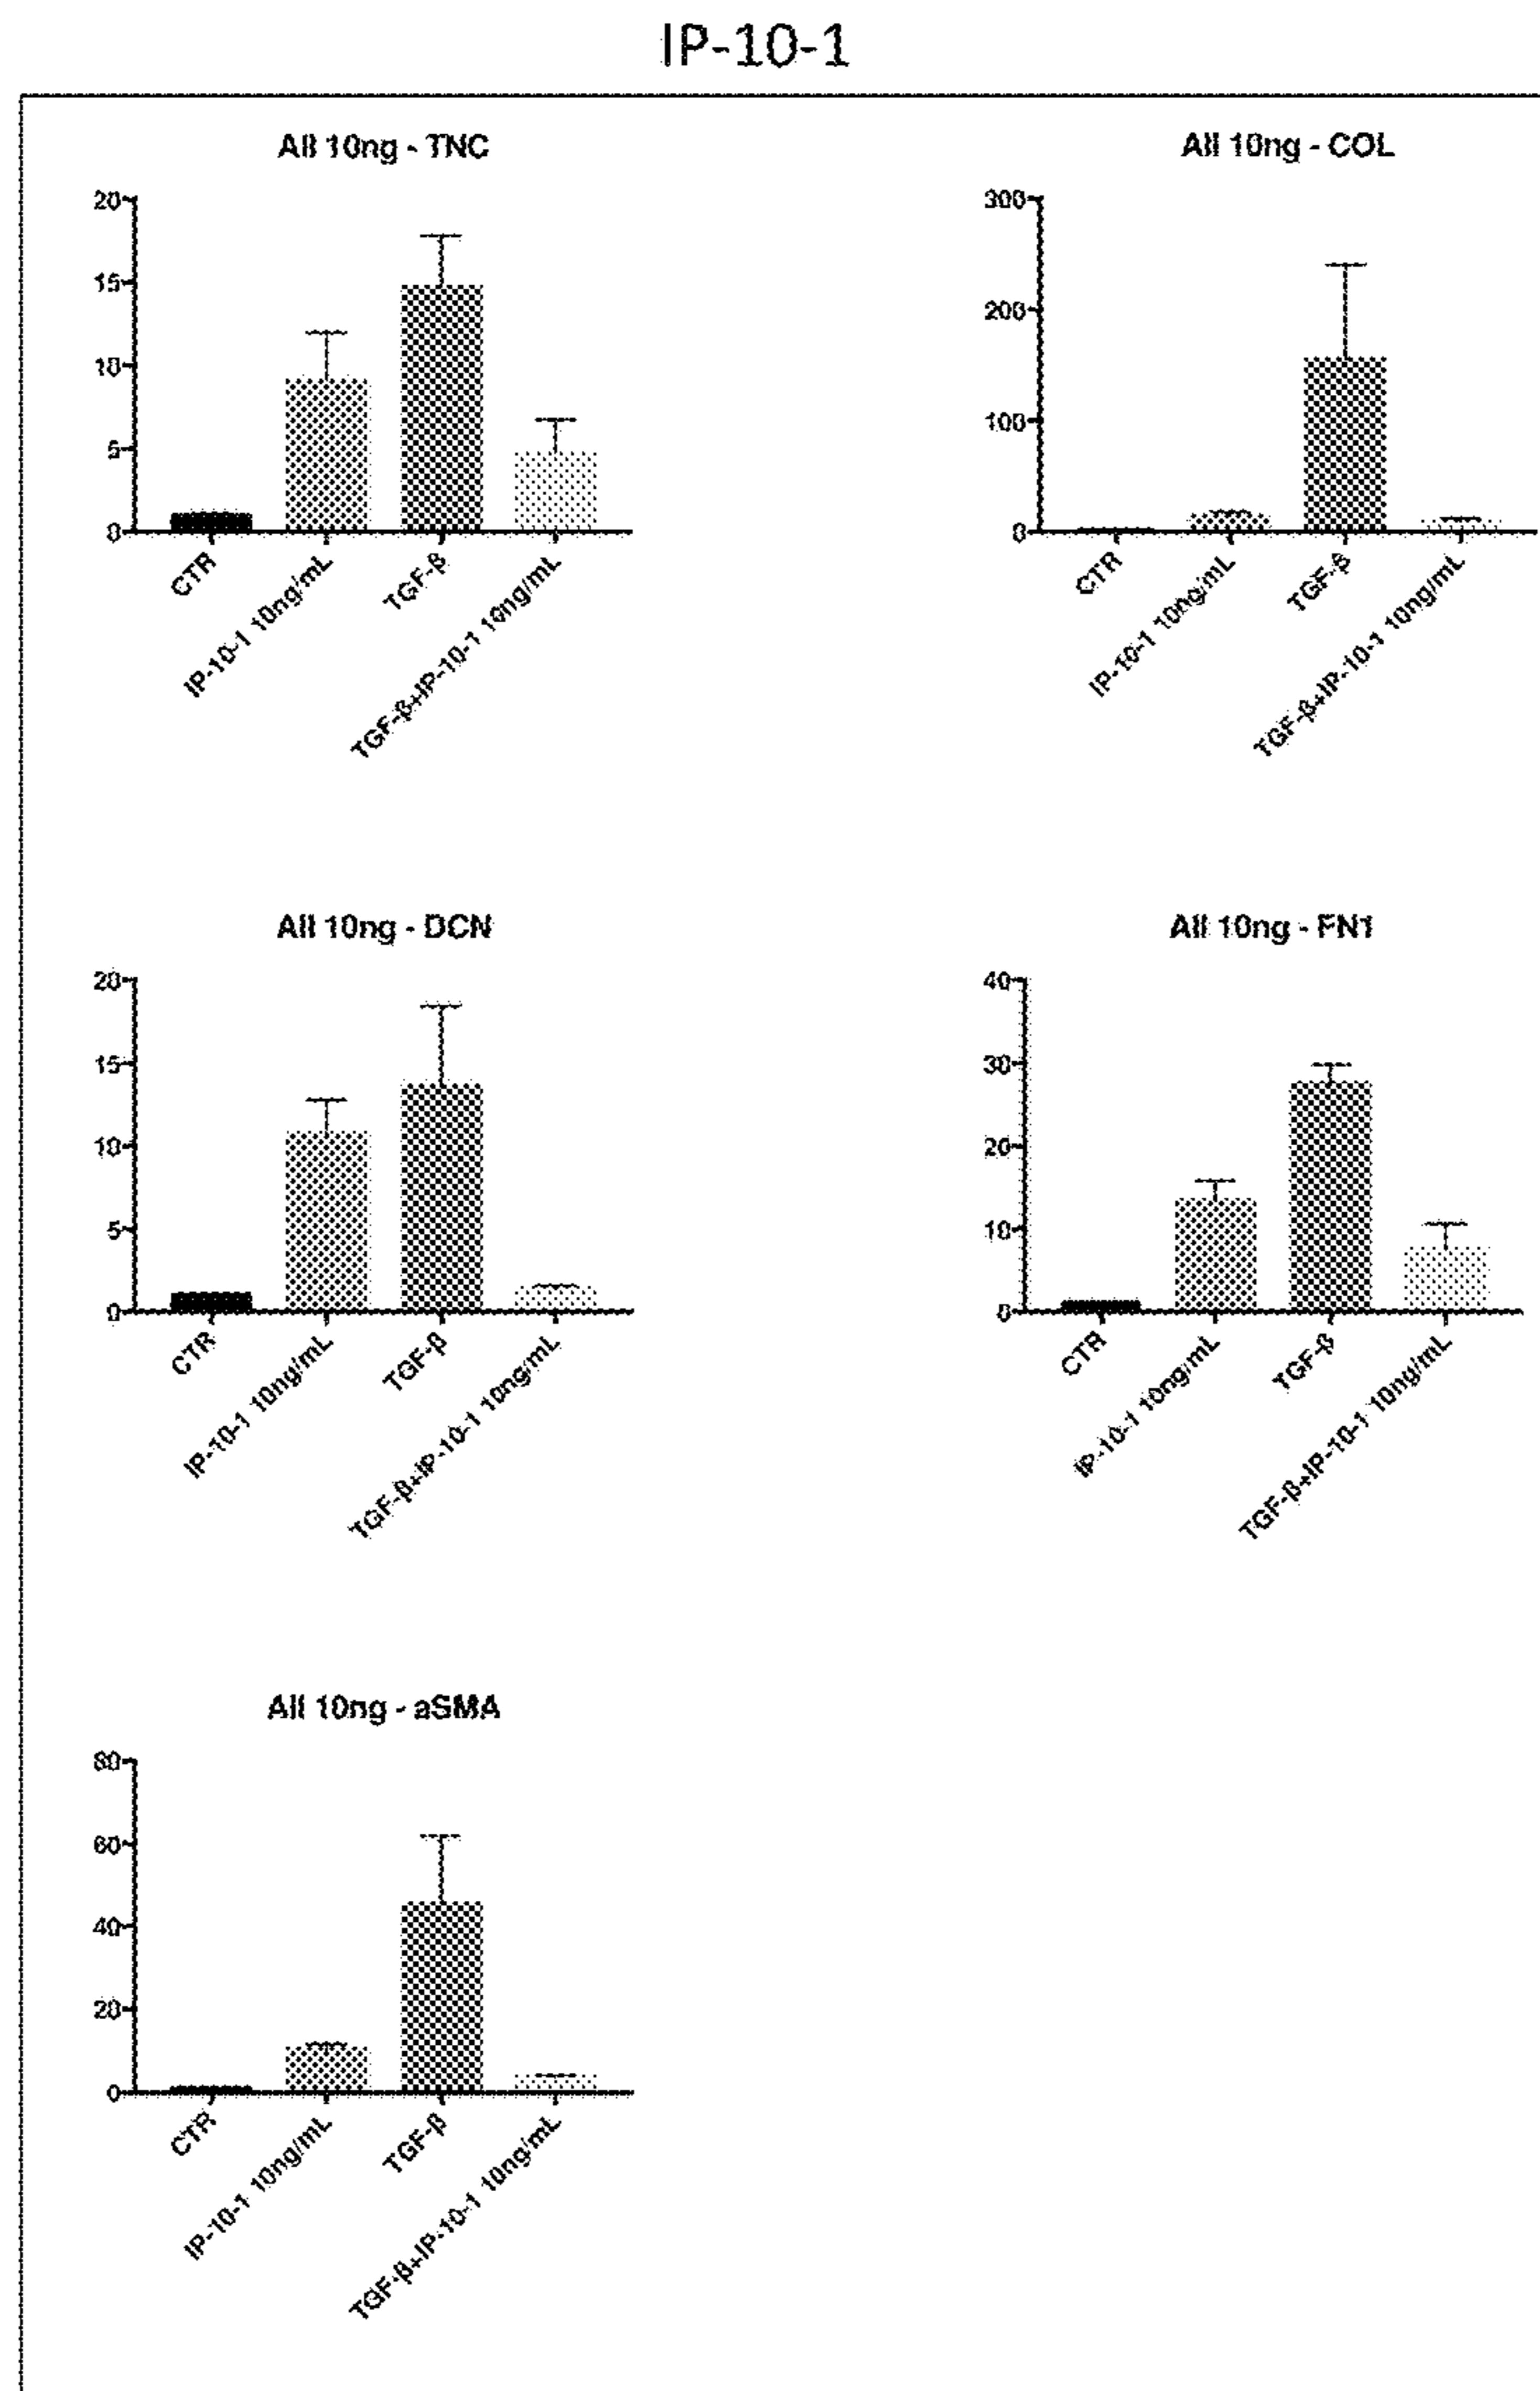 IP-10-1
All 10ng - TNC
20
15
10
5
0
CTR
IP-10-1 10ng/mL
TGF-β
TGF-β+IP-10-1 10ng/mL
All 10ng - COL
300
200
100
0
CTR
IP-10-1 10ng/mL
TGF-β
TGF-β+IP-10-1 10ng/mL
All 10ng - DCN
20
15
10
5
0
CTR
IP-10-1 10ng/mL
TGF-β
TGF-β+IP-10-1 10ng/mL
All 10ng - FN1
40
30
20
10
0
CTR
IP-10-1 10ng/mL
TGF-β
TGF-β+IP-10-1 10ng/mL
All 10ng - aSMA
80
60
40
20
0
CTR
IP-10-1 10ng/mL
TGF-β
TGF-β+IP-10-1 10ng/mL